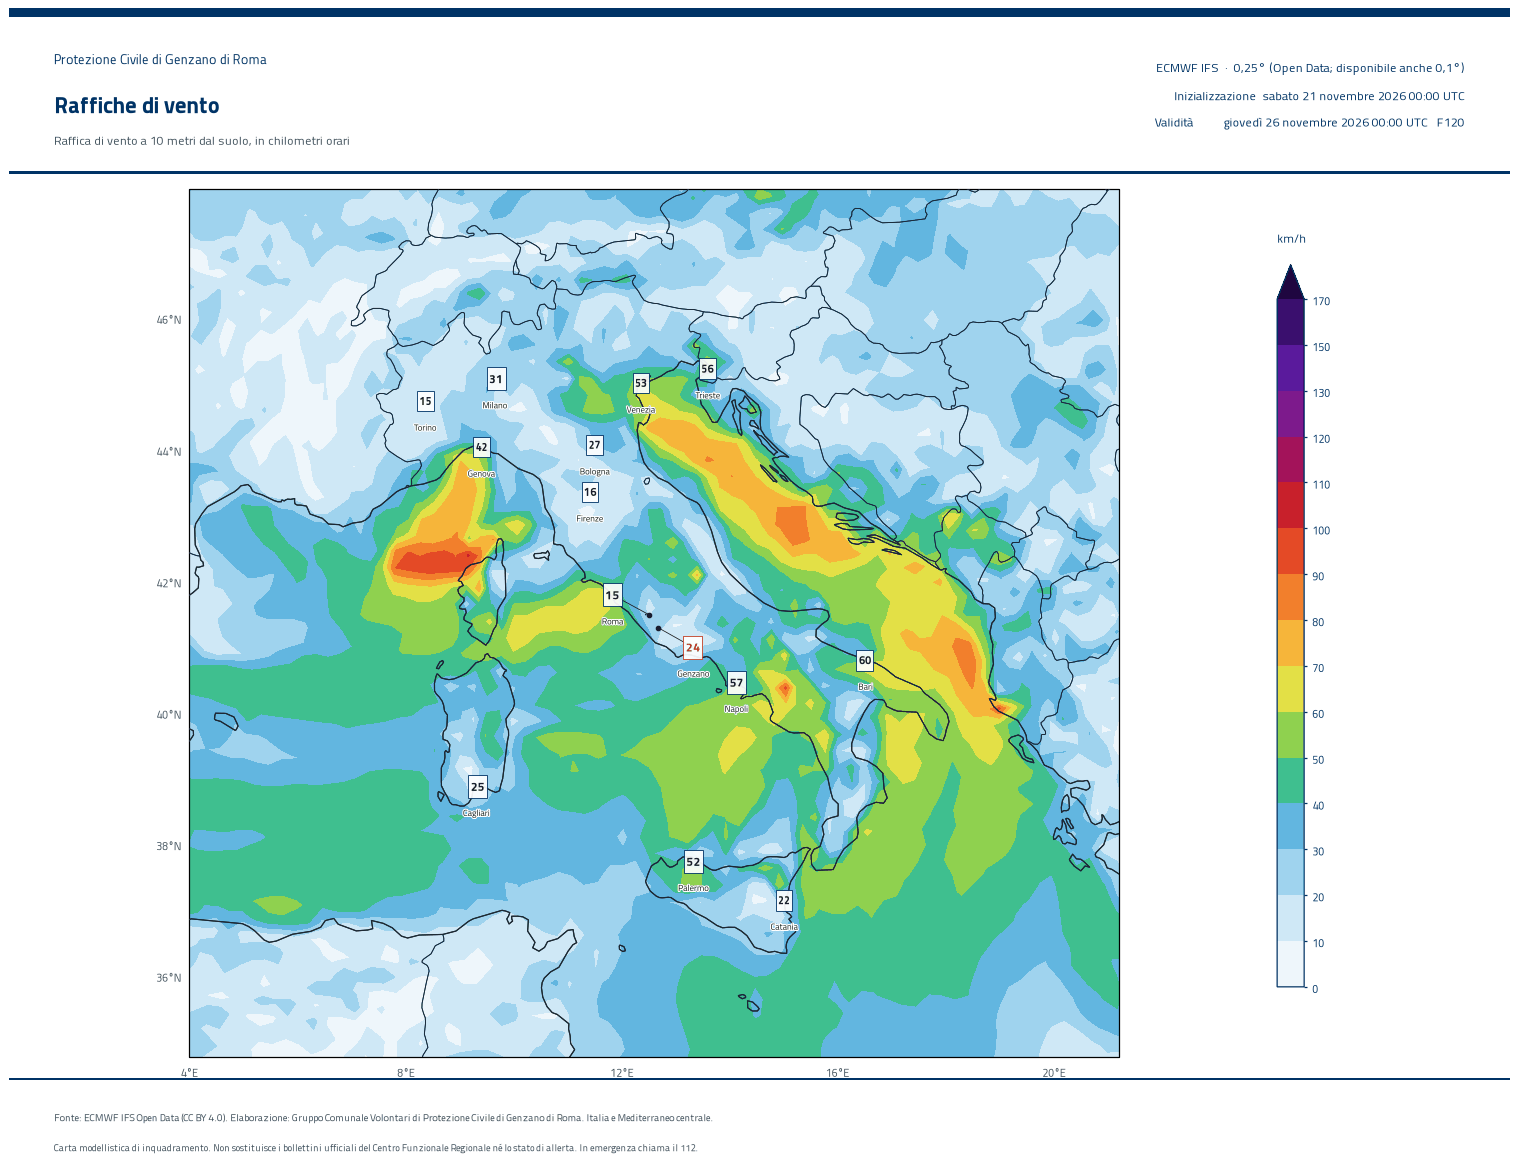 Protezione Civile di Genzano di Roma
Raffiche di vento
Raffica di vento a 10 metri dal suolo, in chilometri orari
ECMWF IFS · 0,25° (Open Data; disponibile anche 0,1°)
Inizializzazione sabato 21 novembre 2026 00:00 UTC
Validità giovedì 26 novembre 2026 00:00 UTC F120
km/h
170
150
130
120
110
100
90
80
70
60
50
40
30
20
10
0
46°N
44°N
42°N
40°N
38°N
36°N
4°E
8°E
12°E
16°E
20°E
56
Trieste
53
Venezia
31
Milano
15
Torino
42
Genova
27
Bologna
16
Firenze
15
Roma
24
Genzano
57
Napoli
60
Bari
25
Cagliari
52
Palermo
22
Catania
Fonte: ECMWF IFS Open Data (CC BY 4.0). Elaborazione: Gruppo Comunale Volontari di Protezione Civile di Genzano di Roma. Italia e Mediterraneo centrale.
Carta modellistica di inquadramento. Non sostituisce i bollettini ufficiali del Centro Funzionale Regionale né lo stato di allerta. In emergenza chiama il 112.